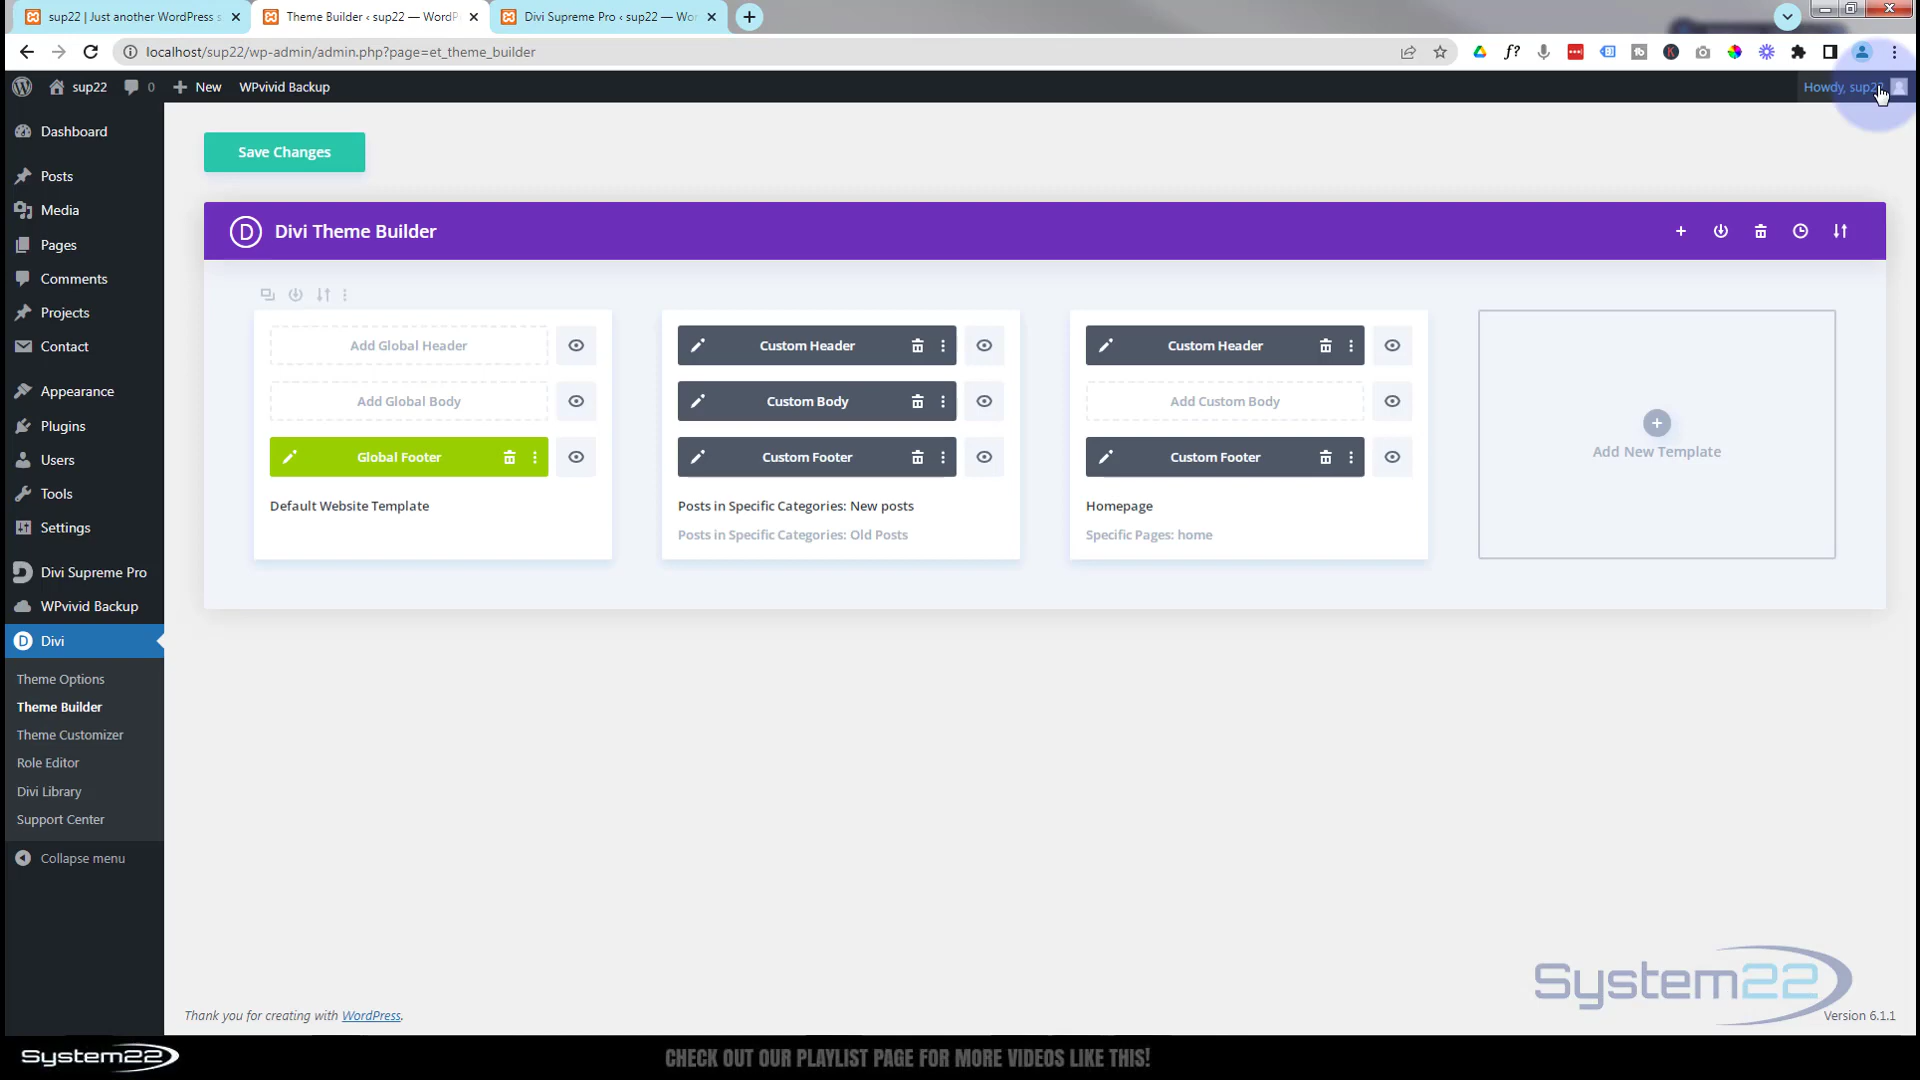 sup22 | Just another WordPress s
Theme Builder ‹ sup22 — WordP
Divi Supreme Pro ‹ sup22 — Wor
localhost/sup22/wp-admin/admin.php?page=et_theme_builder
sup22
0
New
WPvivid Backup
Howdy, sup22
Dashboard
Posts
Media
Pages
Comments
Projects
Contact
Appearance
Plugins
Users
Tools
Settings
Divi Supreme Pro
WPvivid Backup
Divi
Theme Options
Theme Builder
Theme Customizer
Role Editor
Divi Library
Support Center
Collapse menu
Save Changes
D Divi Theme Builder
Add Global Header
Add Global Body
Global Footer
Default Website Template
Custom Header
Custom Body
Custom Footer
Posts in Specific Categories: New posts
Posts in Specific Categories: Old Posts
Custom Header
Add Custom Body
Custom Footer
Homepage
Specific Pages: home
Add New Template
System22
Thank you for creating with WordPress.
Version 6.1.1
System22
CHECK OUT OUR PLAYLIST PAGE FOR MORE VIDEOS LIKE THIS!